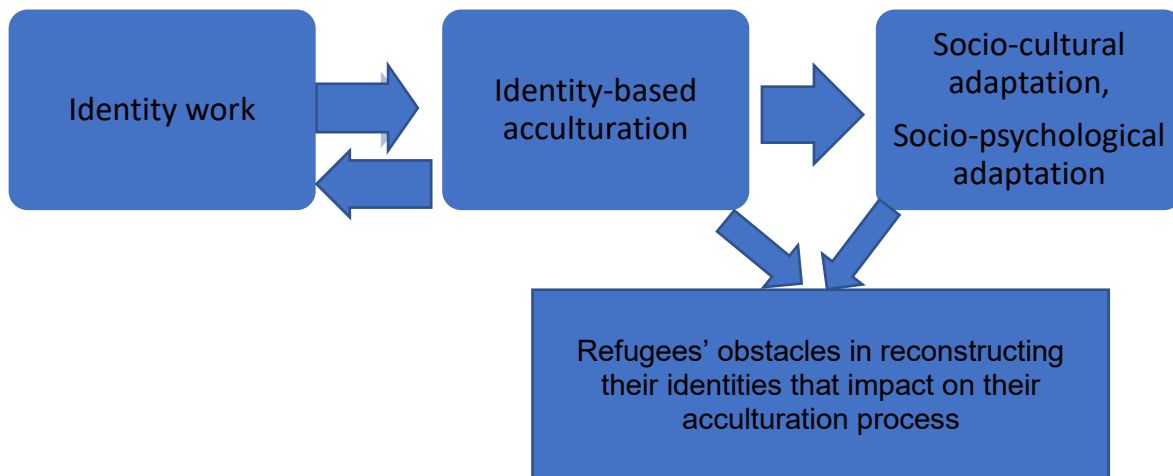 Identity work
Identity-based
acculturation
Socio-cultural
adaptation,
Socio-psychological
adaptation
Refugees’ obstacles in reconstructing
their identities that impact on their
acculturation process